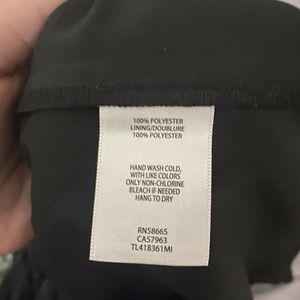 100% POLYESTER
LINING/DOUBLURE
100% POLYESTER
HAND WASH COLD,
WITH LIKE COLORS
ONLY NON-CHLORINE
BLEACH IF NEEDED
HANG TO DRY
RN58665
CA57963
TL418361MI